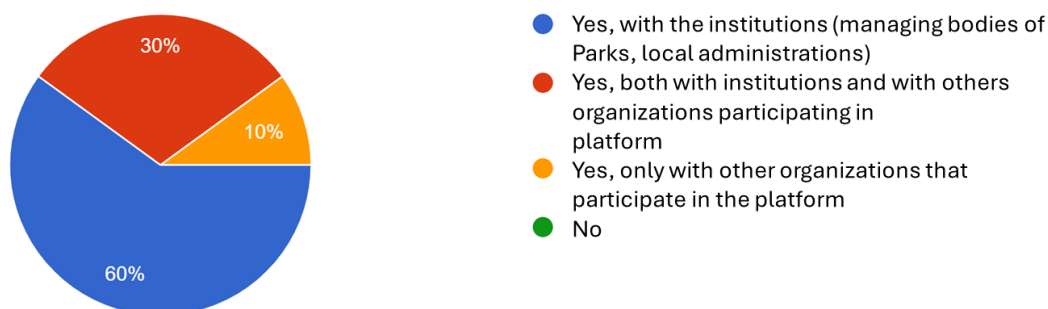 30%
10%
60%
Yes, with the institutions (managing bodies of
Parks, local administrations)
Yes, both with institutions and with others
organizations participating in
platform
Yes, only with other organizations that
participate in the platform
No